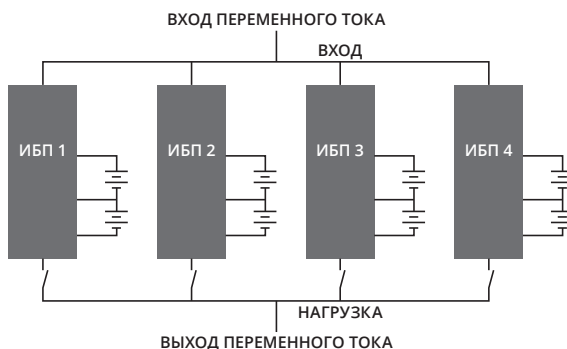 ВХОД ПЕРЕМЕННОГО ТОКА
ВХОД
ИБП 1
ИБП 2
ИБП 3
ИБП 4
НАГРУЗКА
ВЫХОД ПЕРЕМЕННОГО ТОКА